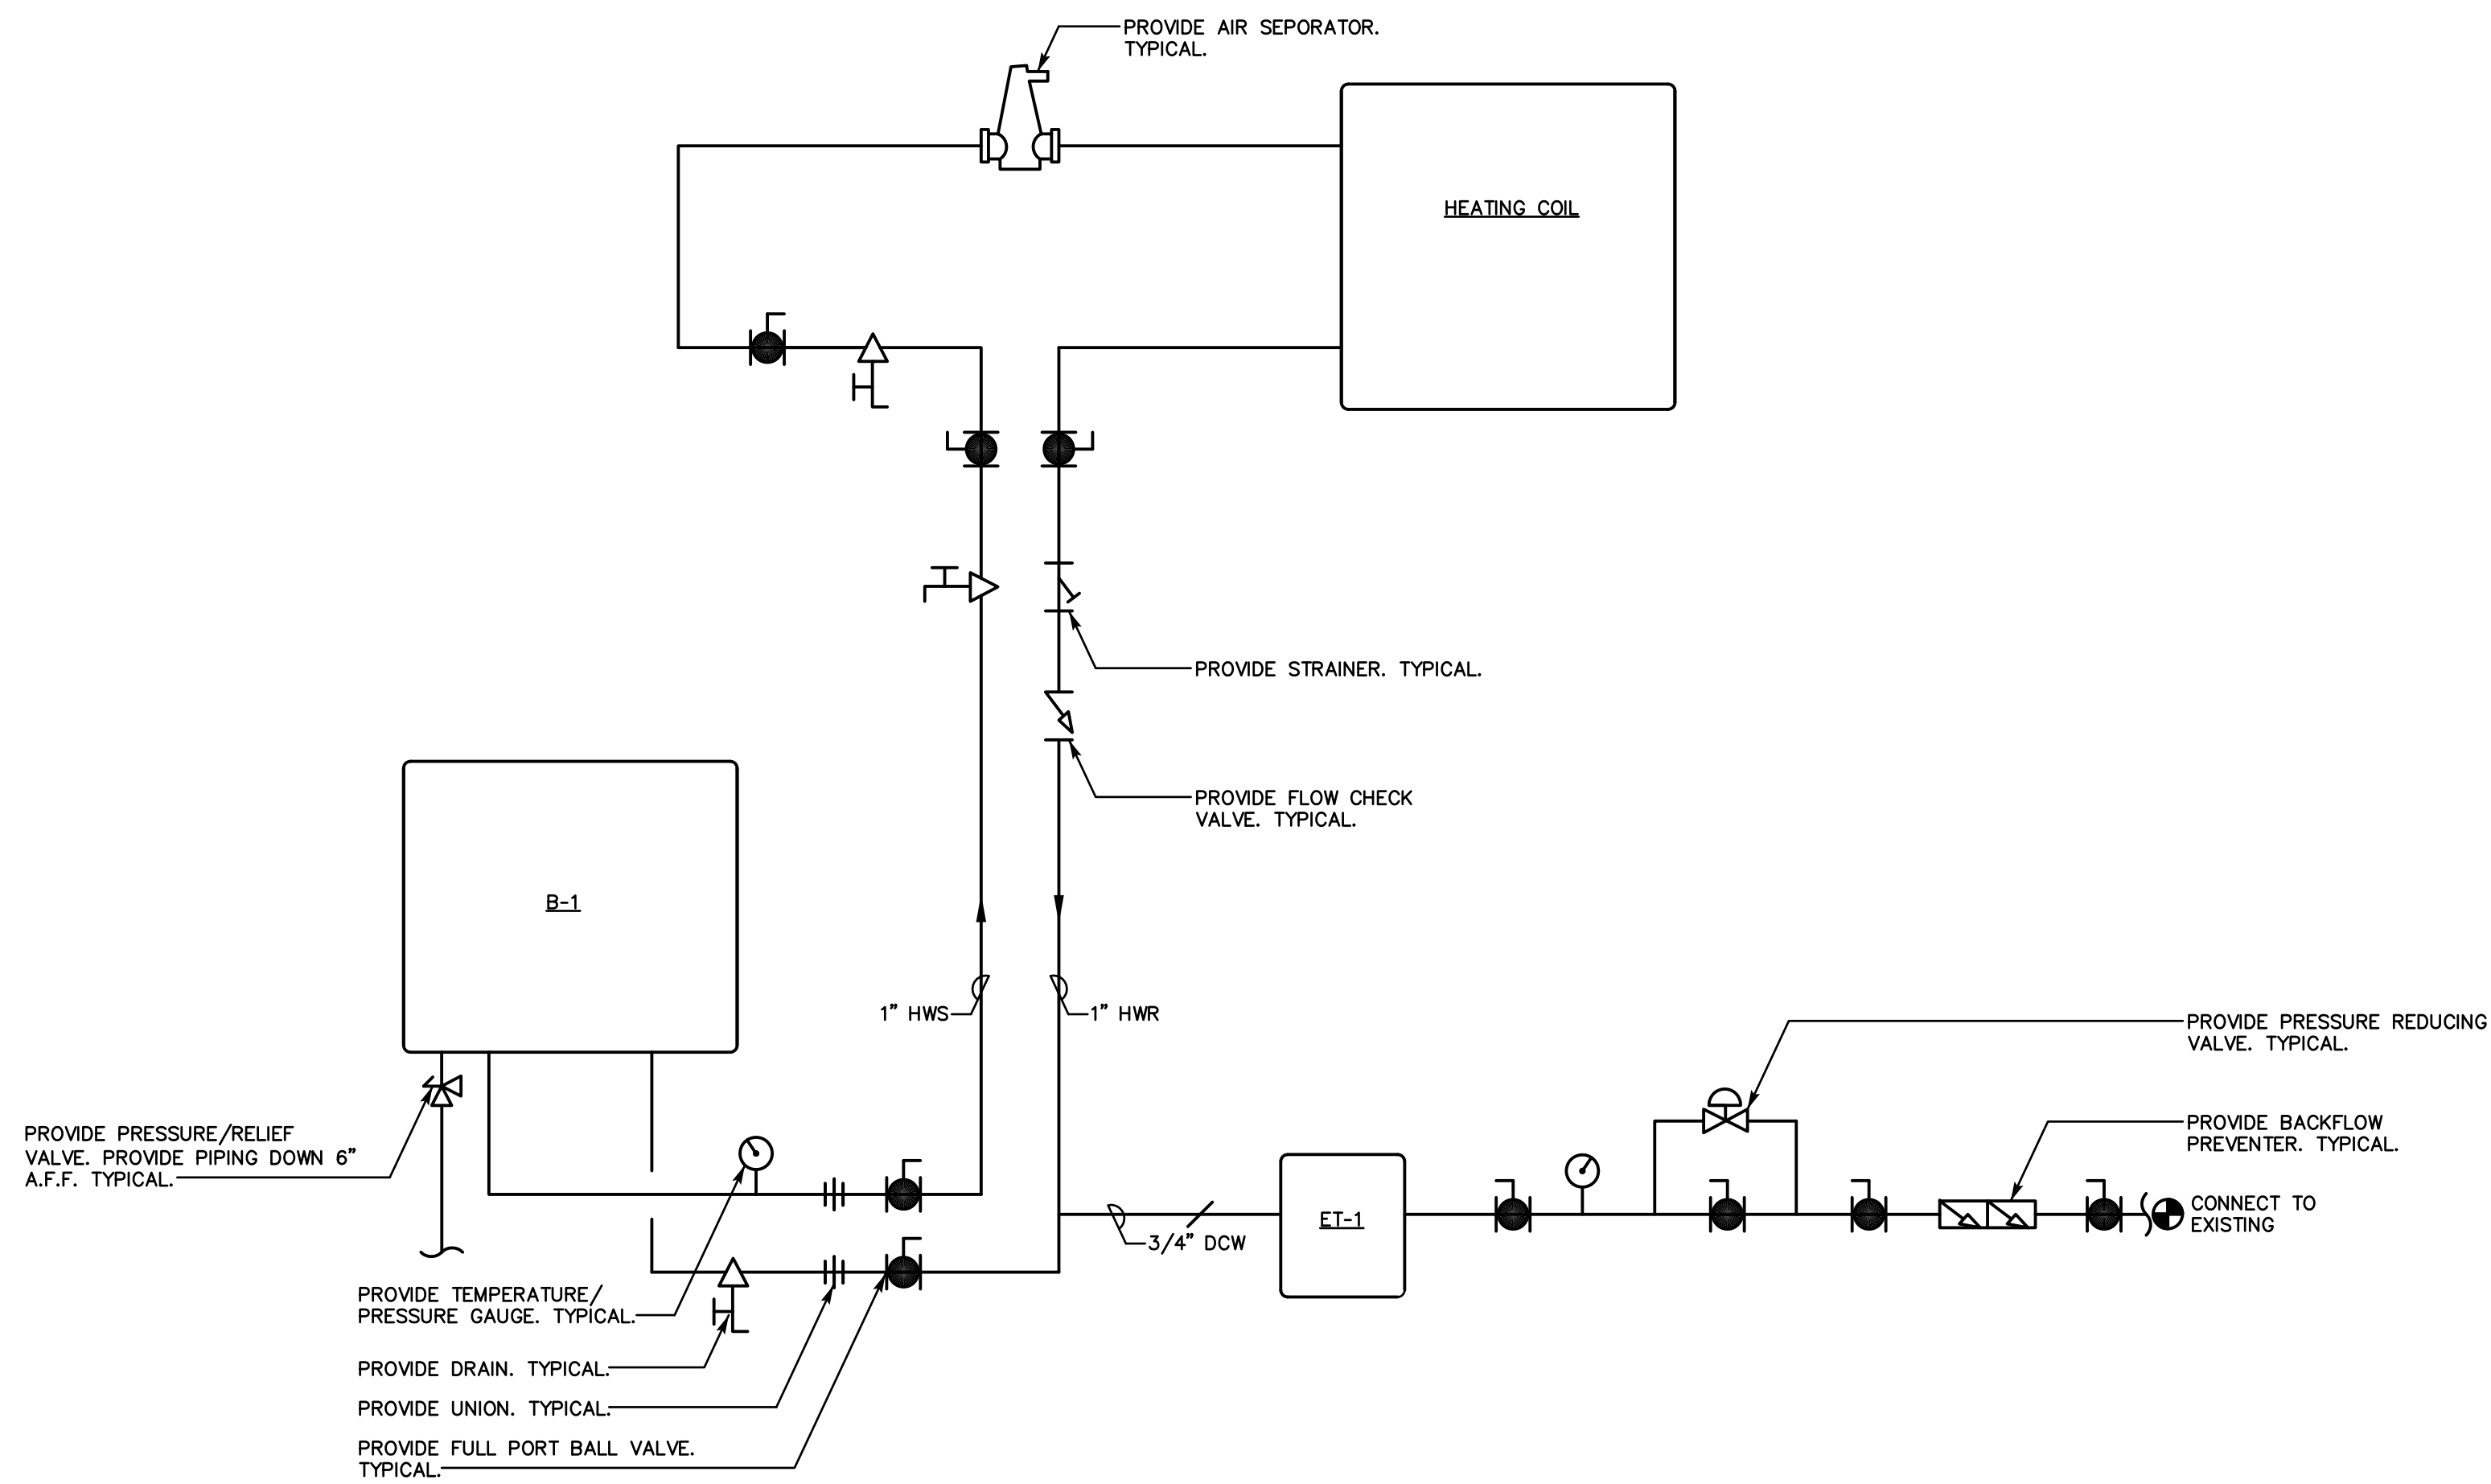 PROVIDE AIR SEPORATOR.
TYPICAL.
HEATING COIL
PROVIDE STRAINER. TYPICAL.
PROVIDE FLOW CHECK
VALVE. TYPICAL.
B-1
1" HWS
1" HWR
PROVIDE PRESSURE REDUCING
VALVE. TYPICAL.
PROVIDE BACKFLOW
PREVENTER. TYPICAL.
PROVIDE PRESSURE/RELIEF
VALVE. PROVIDE PIPING DOWN 6"
A.F.F. TYPICAL.
CONNECT TO
EXISTING
ET-1
3/4" DCW
PROVIDE TEMPERATURE/
PRESSURE GAUGE. TYPICAL.
PROVIDE DRAIN. TYPICAL.
PROVIDE UNION. TYPICAL.
PROVIDE FULL PORT BALL VALVE.
TYPICAL.